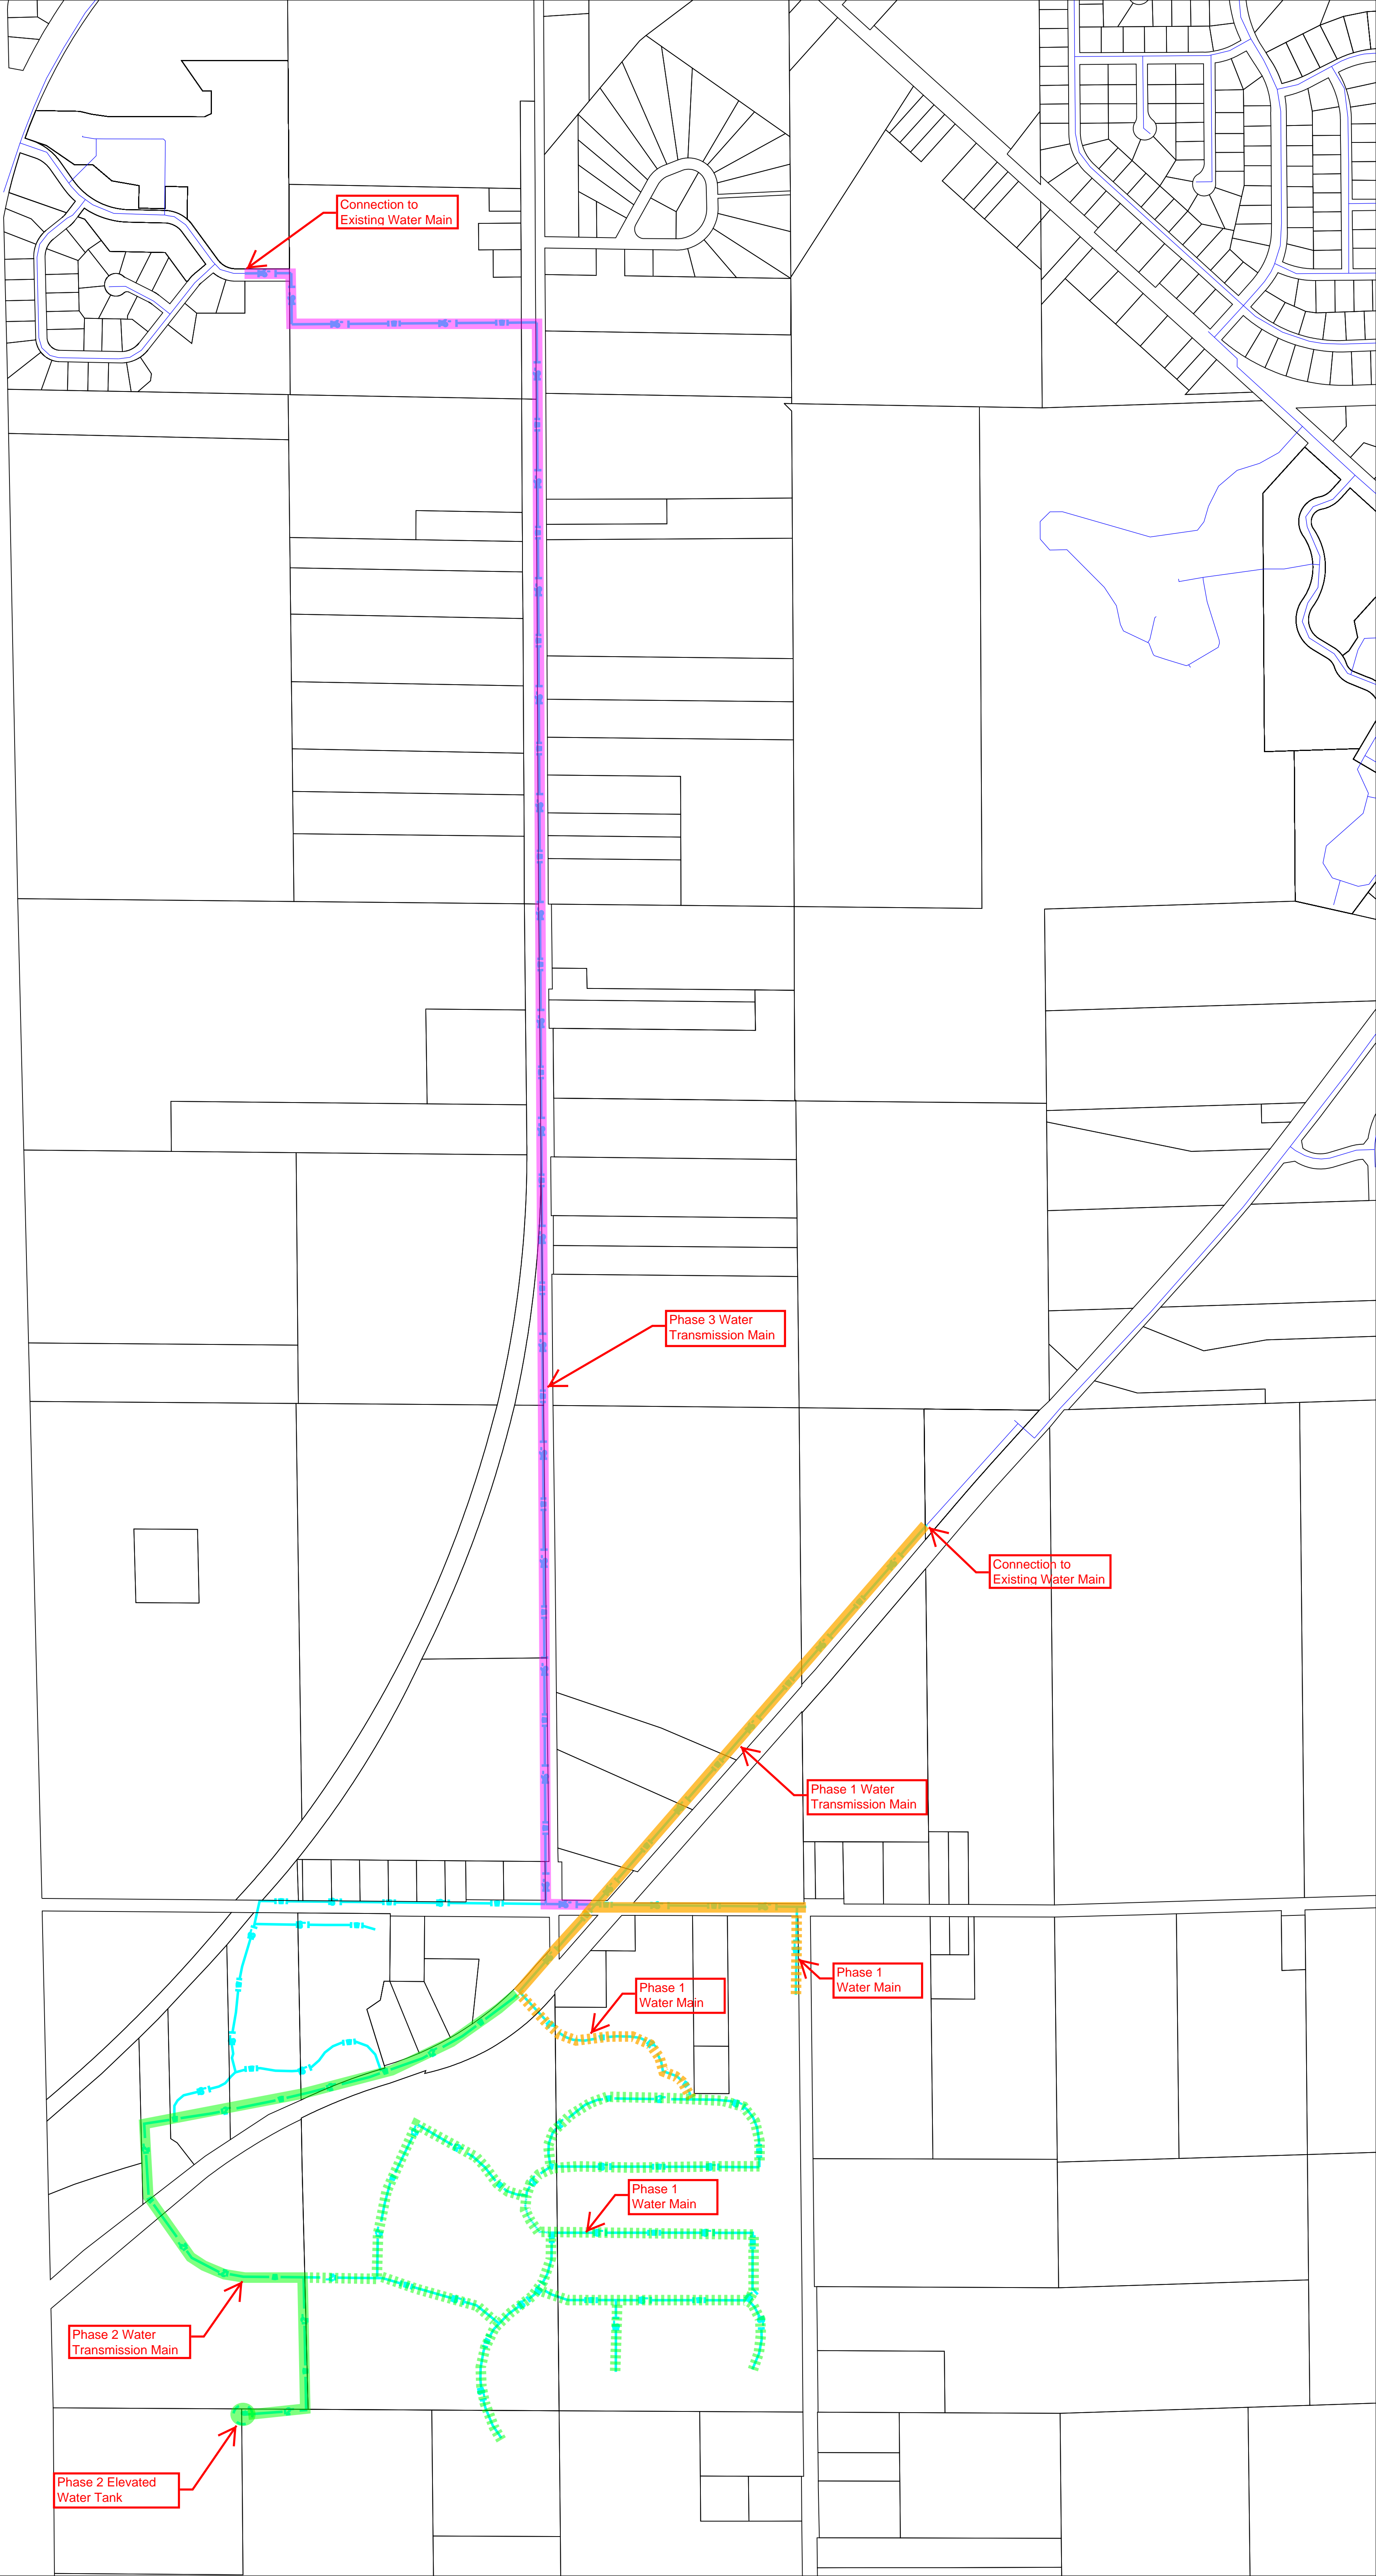 Connection to
Existing Water Main
Phase 3 Water
Transmission Main
Connection to
Existing Water Main
Phase 1 Water
Transmission Main
Phase 1
Water Main
Phase 1
Water Main
Phase 1
Water Main
Phase 2 Water
Transmission Main
Phase 2 Elevated
Water Tank